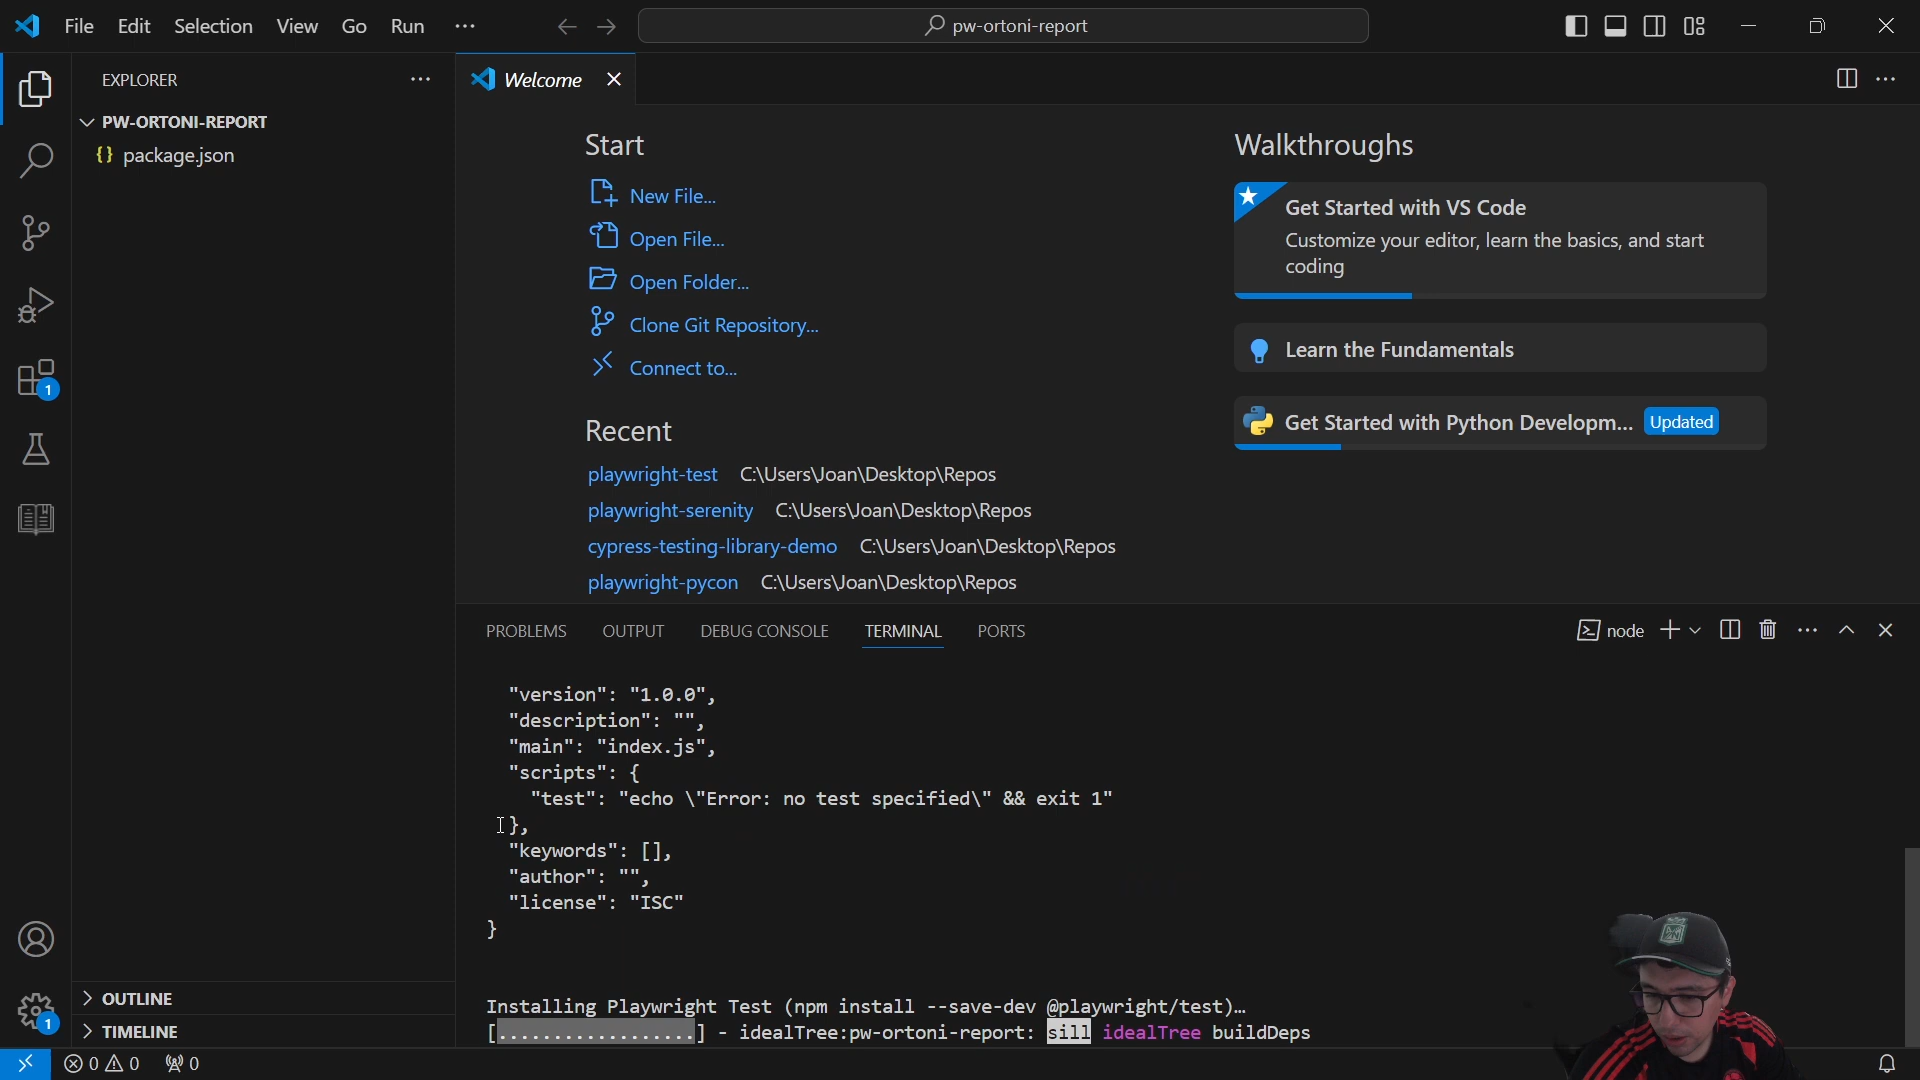 File Edit Selection View Go Run ...
pw-ortoni-report
EXPLORER
PW-ORTONI-REPORT
{} package.json
OUTLINE
TIMELINE
1
1
Welcome
Start
New File...
Open File...
Open Folder...
Clone Git Repository...
Connect to...
Recent
playwright-test C:\Users\Joan\Desktop\Repos
playwright-serenity C:\Users\Joan\Desktop\Repos
cypress-testing-library-demo C:\Users\Joan\Desktop\Repos
playwright-pycon C:\Users\Joan\Desktop\Repos
Walkthroughs
Get Started with VS Code
Customize your editor, learn the basics, and start
coding
Learn the Fundamentals
Get Started with Python Developm... Updated
PROBLEMS OUTPUT DEBUG CONSOLE TERMINAL PORTS
node
"version": "1.0.0",
"description": "",
"main": "index.js",
"scripts": {
"test": "echo \"Error: no test specified\" && exit 1"
},
"keywords": [],
"author": "",
"license": "ISC"
}
Installing Playwright Test (npm install --save-dev @playwright/test)…
[..................] - idealTree:pw-ortoni-report: sill idealTree buildDeps
0 0 0